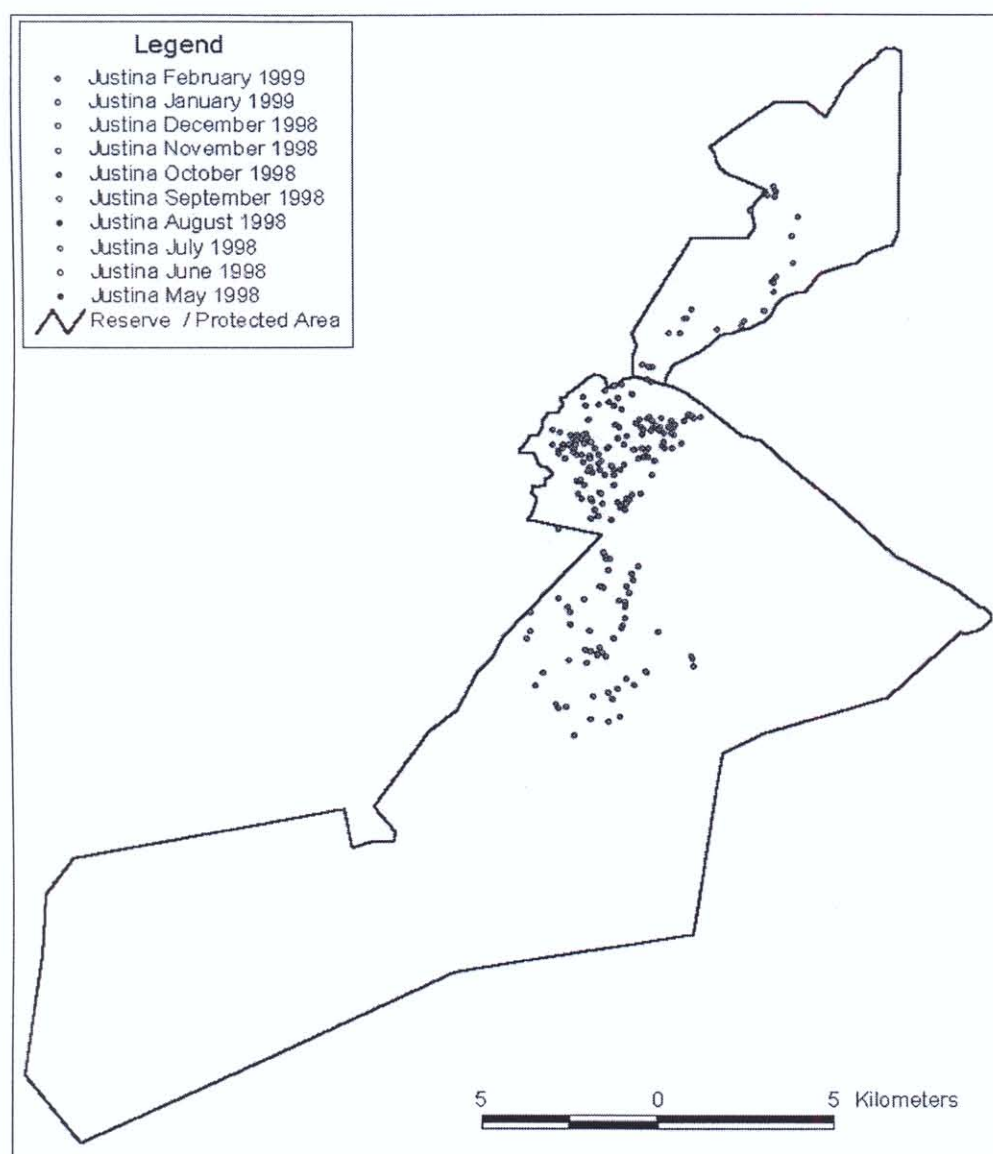 Legend
Justina February 1999
Justina January 1999
Justina December 1998
Justina November 1998
Justina October 1998
Justina September 1998
Justina August 1998
Justina July 1998
Justina June 1998
Justina May 1998
Reserve / Protected Area
5 0 5 Kilometers